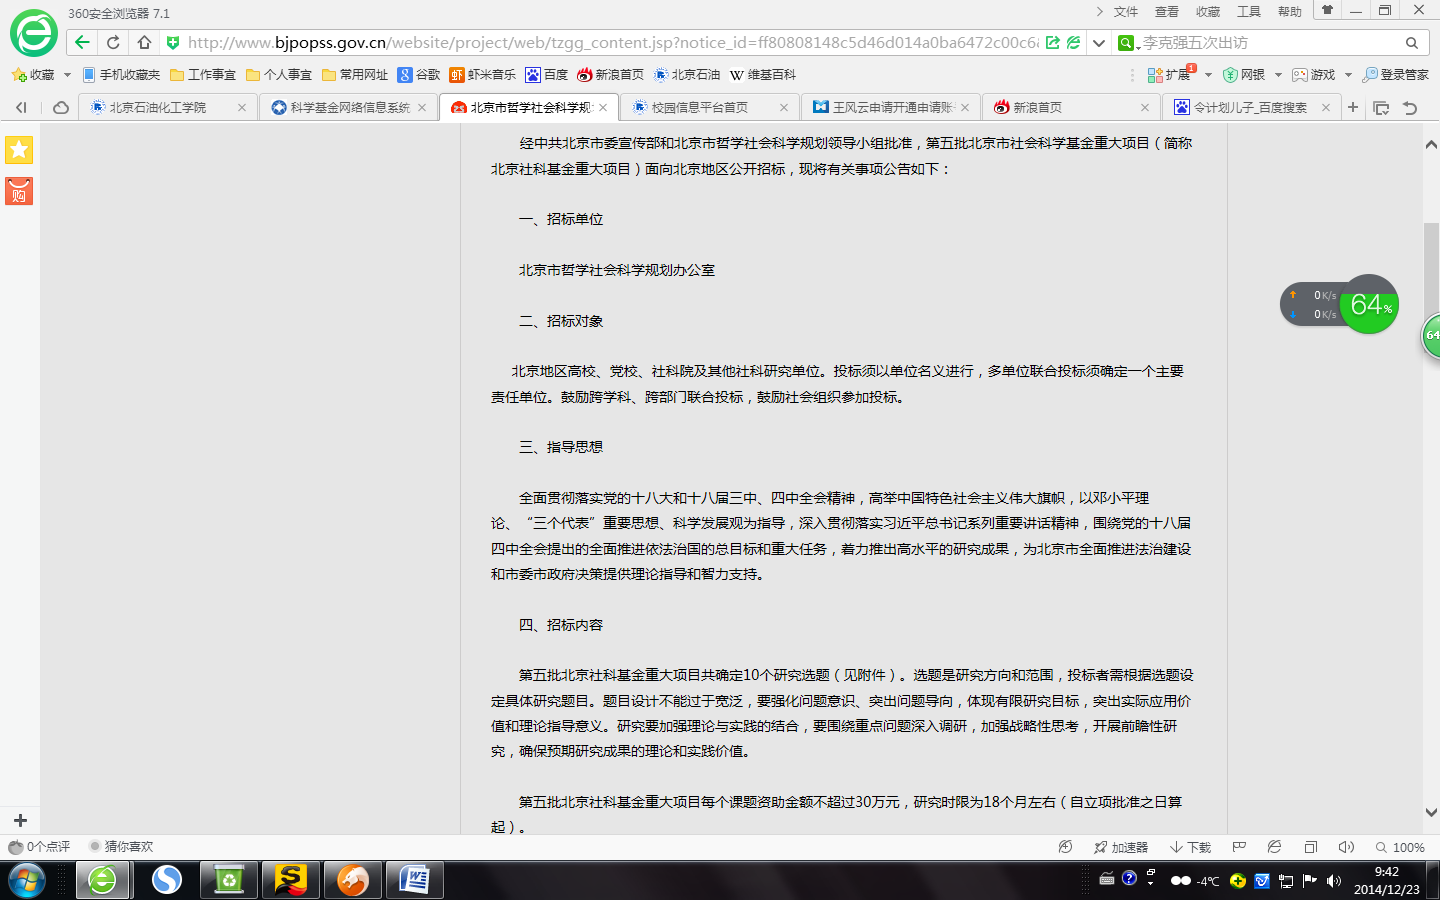 360安全浏览器 7.1
文件 查看 收藏 工具 帮助
http://www.bjpopss.gov.cn/website/project/web/tzgg_content.jsp?notice_id=ff80808148c5d46d014a0ba6472c00c6
李克强五次出访
收藏 手机收藏夹 工作事宜 个人事宜 常用网址 谷歌 虾米音乐 百度 新浪首页 北京石油 维基百科 扩展 1 网银 游戏 登录管家
北京石油化工学院 科学基金网络信息系统 北京市哲学社会科学规 校园信息平台首页 王风云申请开通申请账 新浪首页 令计划儿子_百度搜索
经中共北京市委宣传部和北京市哲学社会科学规划领导小组批准，第五批北京市社会科学基金重大项目（简称
北京社科基金重大项目）面向北京地区公开招标，现将有关事项公告如下：
一、招标单位
北京市哲学社会科学规划办公室
二、招标对象
北京地区高校、党校、社科院及其他社科研究单位。投标须以单位名义进行，多单位联合投标须确定一个主要
责任单位。鼓励跨学科、跨部门联合投标，鼓励社会组织参加投标。
三、指导思想
全面贯彻落实党的十八大和十八届三中、四中全会精神，高举中国特色社会主义伟大旗帜，以邓小平理
论、“三个代表”重要思想、科学发展观为指导，深入贯彻落实习近平总书记系列重要讲话精神，围绕党的十八届
四中全会提出的全面推进依法治国的总目标和重大任务，着力推出高水平的研究成果，为北京市全面推进法治建设
和市委市政府决策提供理论指导和智力支持。
四、招标内容
第五批北京社科基金重大项目共确定10个研究选题（见附件）。选题是研究方向和范围，投标者需根据选题设
定具体研究题目。题目设计不能过于宽泛，要强化问题意识、突出问题导向，体现有限研究目标，突出实际应用价
值和理论指导意义。研究要加强理论与实践的结合，要围绕重点问题深入调研，加强战略性思考，开展前瞻性研
究，确保预期研究成果的理论和实践价值。
第五批北京社科基金重大项目每个课题资助金额不超过30万元，研究时限为18个月左右（自立项批准之日算
起）。
购
0K/s
0K/s
64%
64
0个点评 猜你喜欢 加速器 下载 100%
-4℃
9:42
2014/12/23